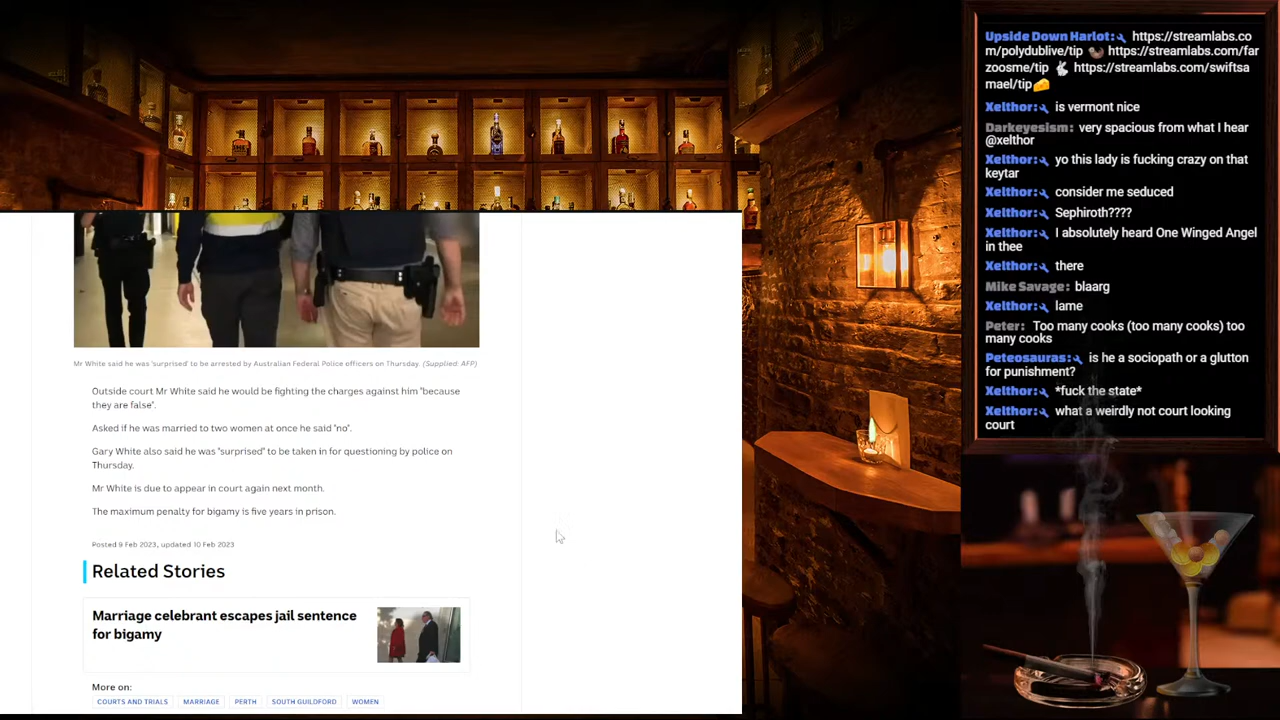 Upside Down Harlot: https://streamlabs.co
m/polydublive/tip https://streamlabs.com/far
zoosme/tip https://streamlabs.com/swiftsa
mael/tip
Xelthor: is vermont nice
Darkeyesism: very spacious from what I hear
@xelthor
Xelthor: yo this lady is fucking crazy on that
keytar
Xelthor: consider me seduced
Xelthor: Sephiroth????
Xelthor: I absolutely heard One Winged Angel
in thee
Xelthor: there
Mike Savage: blaarg
Xelthor: lame
Peter: Too many cooks (too many cooks) too
many cooks
Peteosauras: is he a sociopath or a glutton
for punishment?
Xelthor: *fuck the state*
Xelthor: what a weirdly not court looking
court
Mr White said he was 'surprised' to be arrested by Australian Federal Police officers on Thursday. (Supplied: AFP)
Outside court Mr White said he would be fighting the charges against him "because
they are false".
Asked if he was married to two women at once he said "no".
Gary White also said he was "surprised" to be taken in for questioning by police on
Thursday.
Mr White is due to appear in court again next month.
The maximum penalty for bigamy is five years in prison.
Posted 9 Feb 2023, updated 10 Feb 2023
Related Stories
Marriage celebrant escapes jail sentence
for bigamy
More on:
COURTS AND TRIALS MARRIAGE PERTH SOUTH GUILDFORD WOMEN